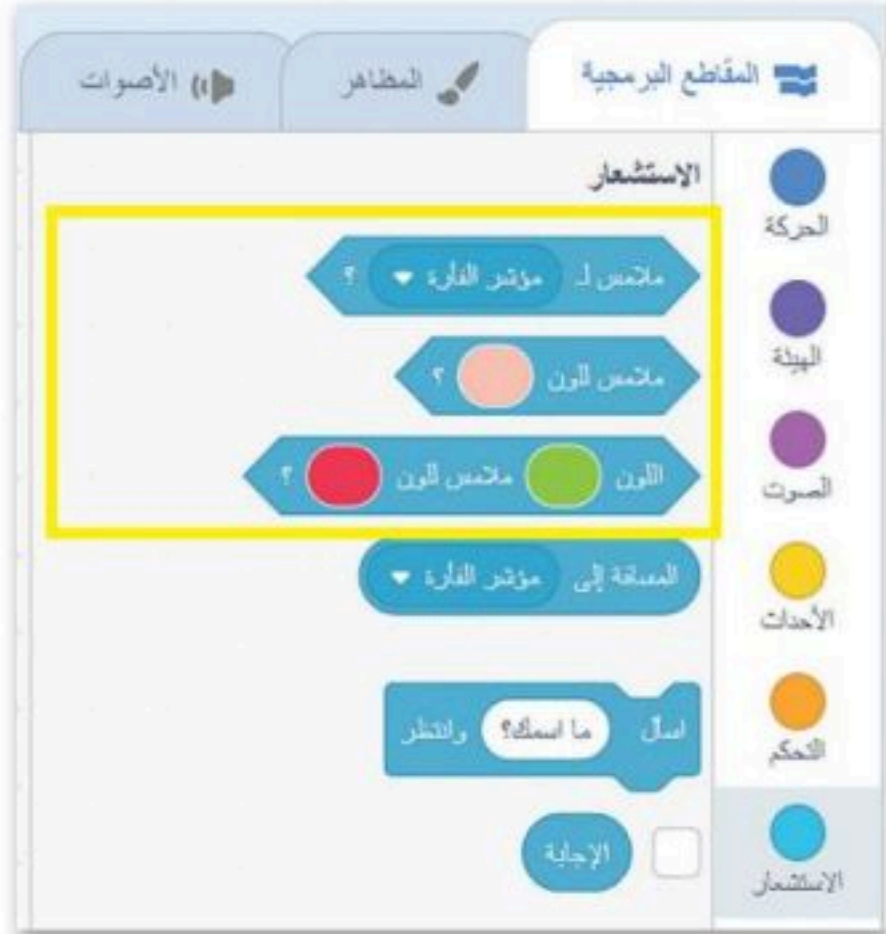 المقاطع البرمجية المظاهر الأصوات
الاستشعار
الحركة
ملامس لـ مؤشر الفأرة ؟
الهيئة
ملامس للون ؟
الصوت
اللون ملامس للون ؟
المسافة إلى مؤشر الفأرة
الأحداث
اسأل ما اسمك؟ وانتظر
التحكم
الإجابة
الاستشعار